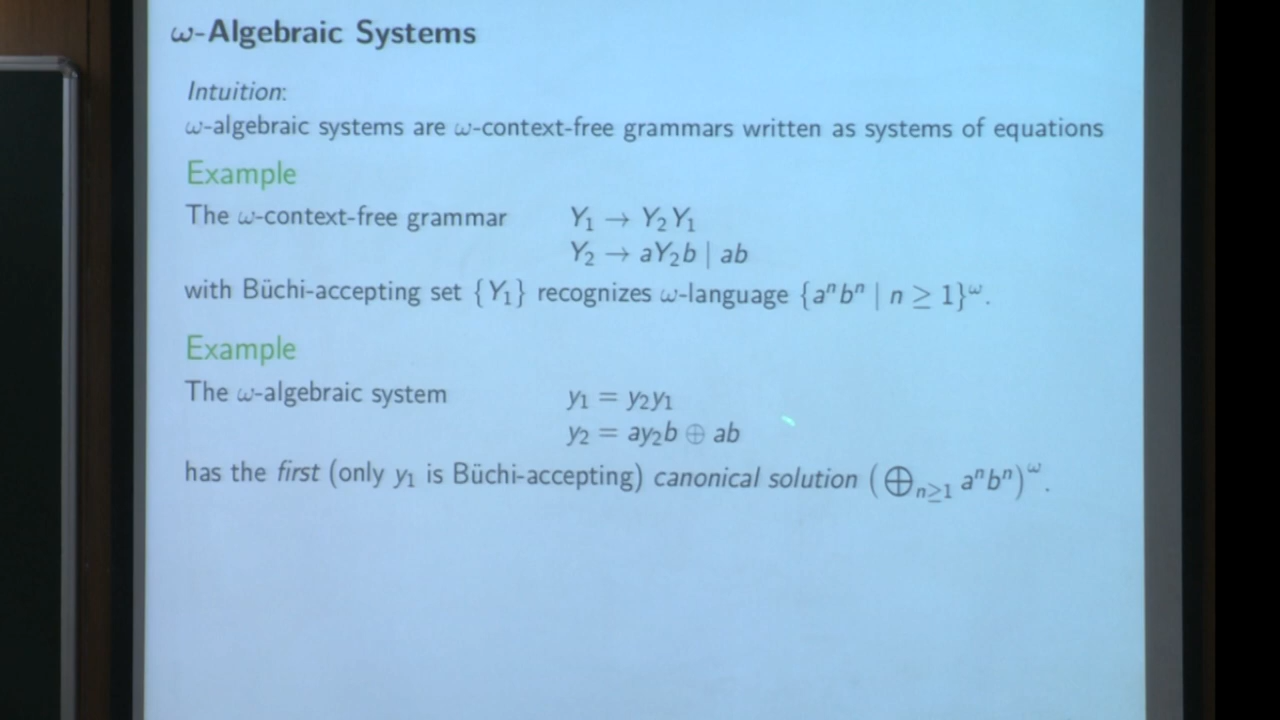 ω-Algebraic Systems
Intuition:
ω-algebraic systems are ω-context-free grammars written as systems of equations
Example
The ω-context-free grammar Y₁ → Y₂Y₁
Y₂ → aY₂b | ab
with Büchi-accepting set {Y₁} recognizes ω-language {aⁿbⁿ | n ≥ 1}^ω.
Example
The ω-algebraic system y₁ = y₂y₁
y₂ = ay₂b ⊕ ab
has the first (only y₁ is Büchi-accepting) canonical solution (⊕_{n≥1} aⁿbⁿ)^ω.